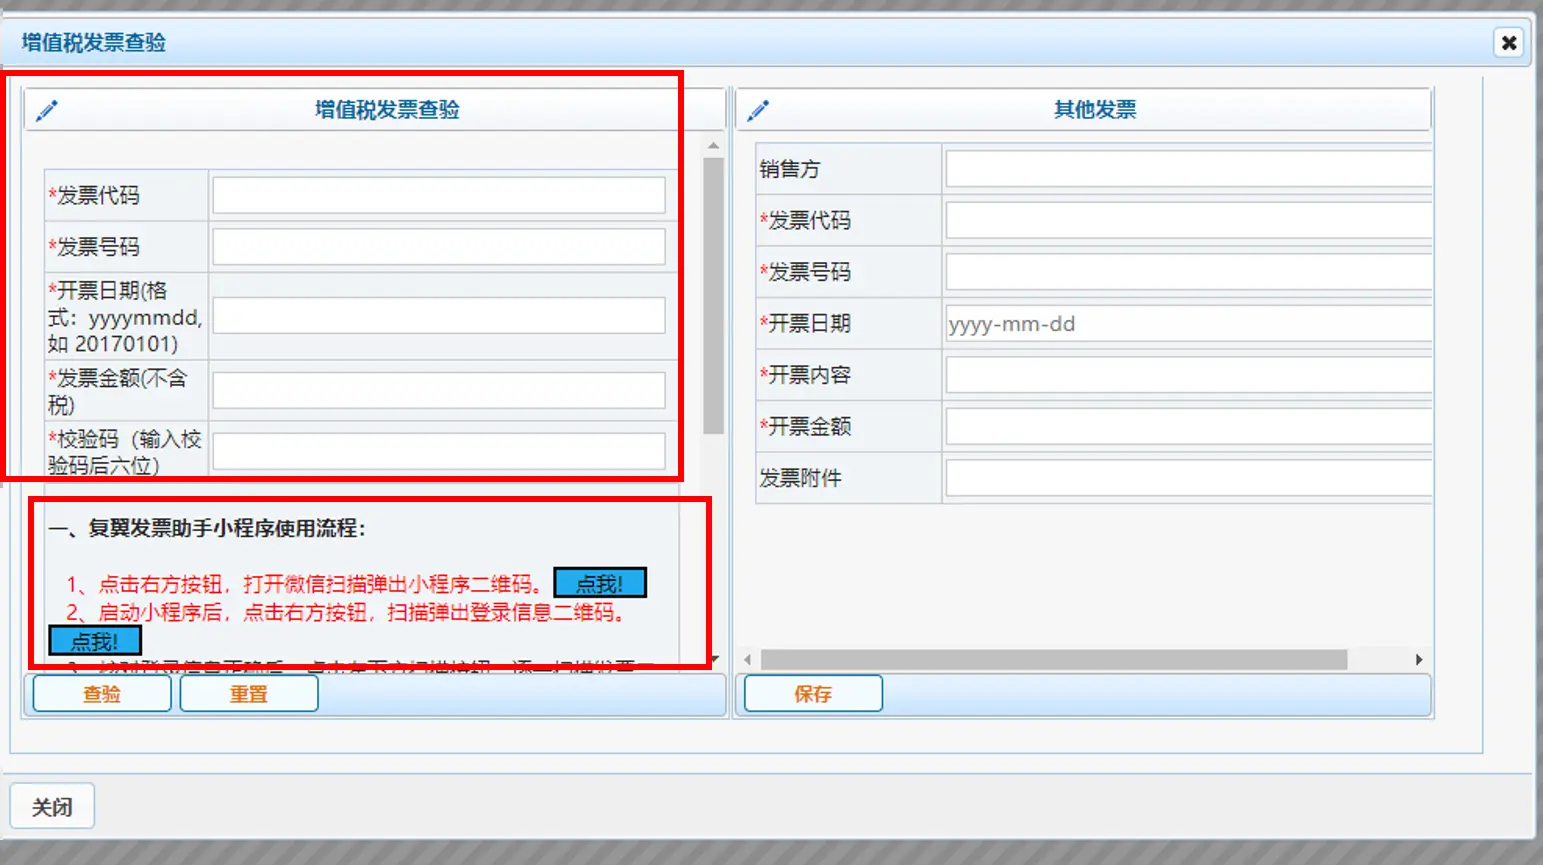 增值税发票查验
增值税发票查验
*发票代码
*发票号码
*开票日期(格
式：yyyymmdd,
如 20170101)
*发票金额(不含
税)
*校验码（输入校
验码后六位）
一、复翼发票助手小程序使用流程：
1、点击右方按钮，打开微信扫描弹出小程序二维码。 点我!
2、启动小程序后，点击右方按钮，扫描弹出登录信息二维码。
点我!
查验 重置
其他发票
销售方
*发票代码
*发票号码
*开票日期 yyyy-mm-dd
*开票内容
*开票金额
发票附件
保存
关闭